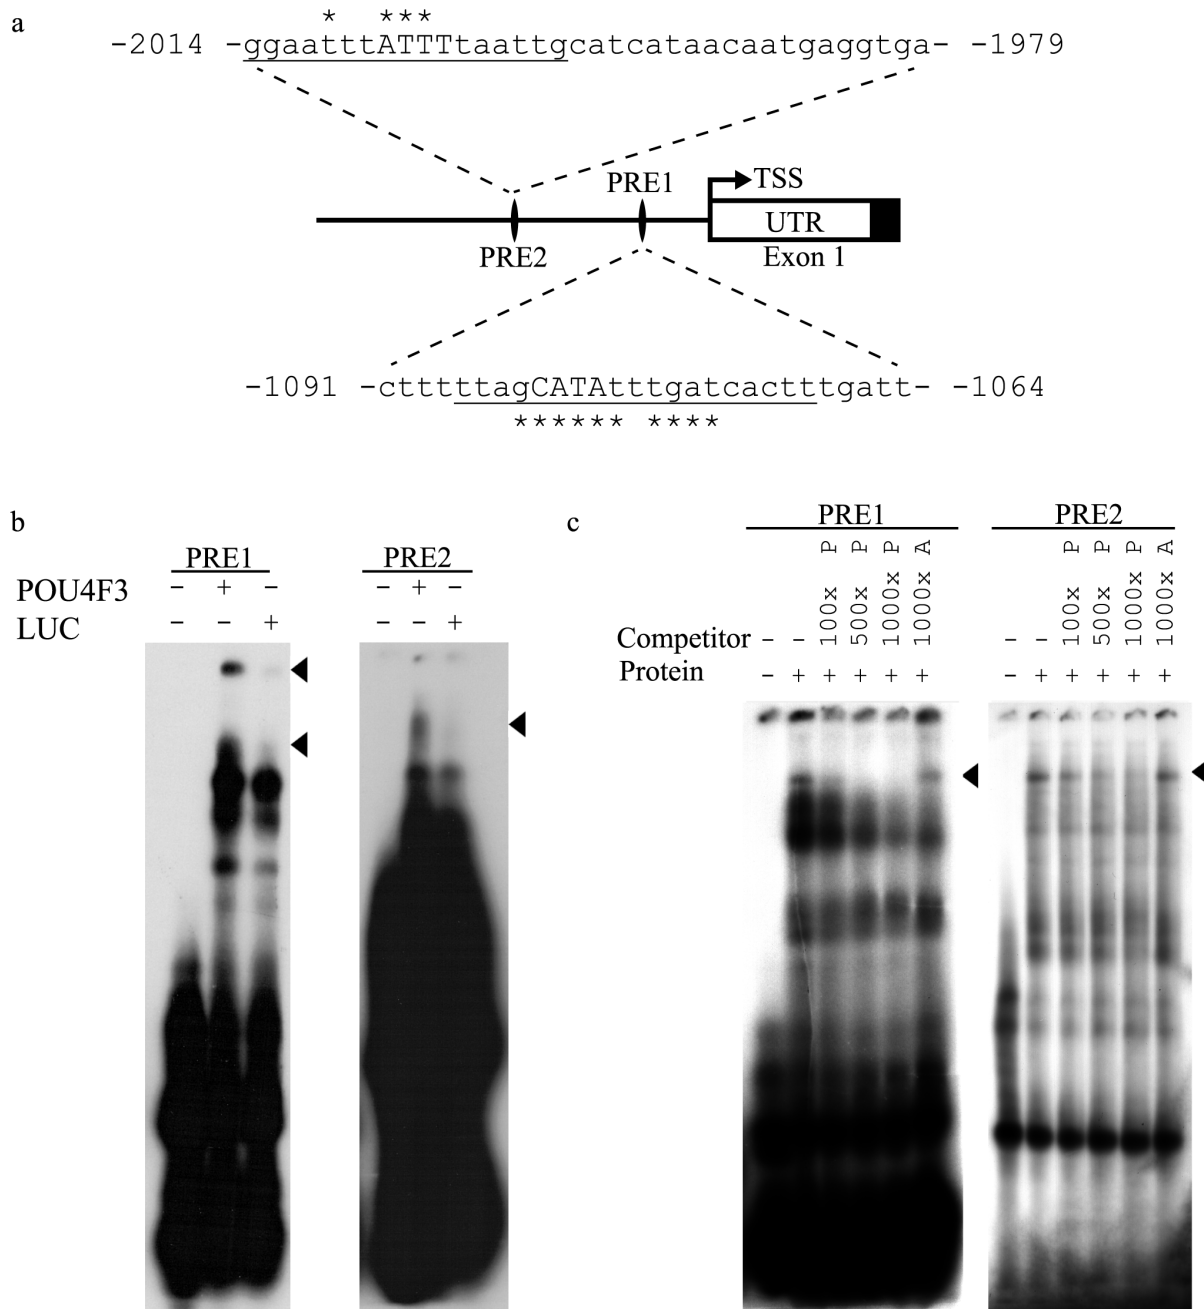 a
* ***
-2014 -ggaatttATTTtaattgcatcataacaatgaggtga- -1979
PRE1
TSS
UTR
PRE2
Exon 1
-1091 -cttttttagCATAtttgatcactttgatt- -1064
****** ****
b
PRE1 PRE2
POU4F3 - + - - + -
LUC - - + - - +
c
PRE1 PRE2
Competitor - - 100x P 500x P 1000x P 1000x A - - 100x P 500x P 1000x P 1000x A
Protein - + + + + + - + + + + +